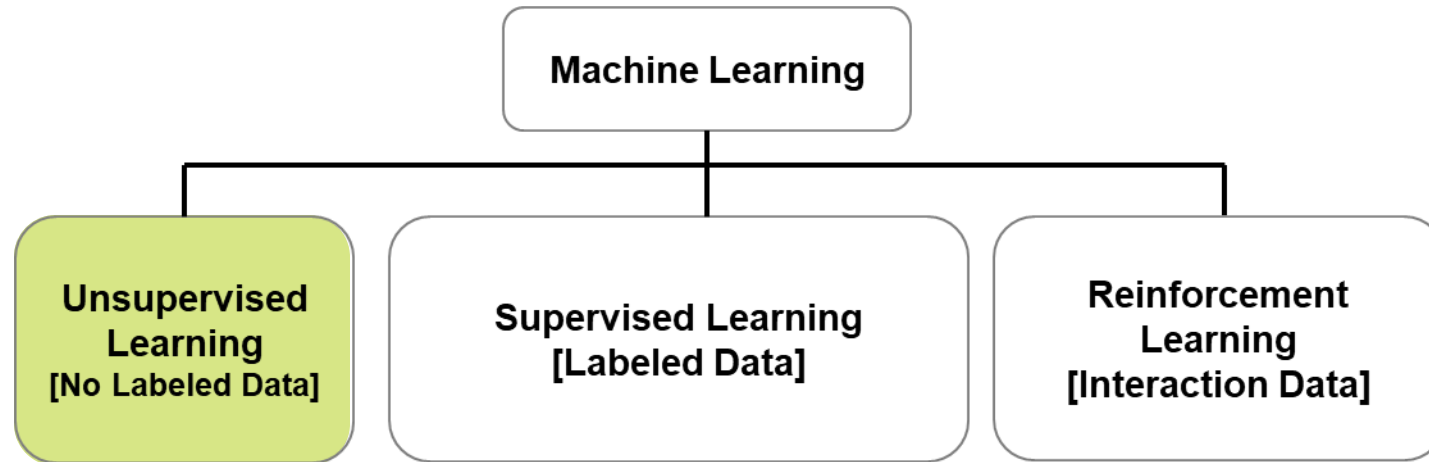 Machine Learning
Unsupervised
Learning
[No Labeled Data]
Supervised Learning
[Labeled Data]
Reinforcement
Learning
[Interaction Data]